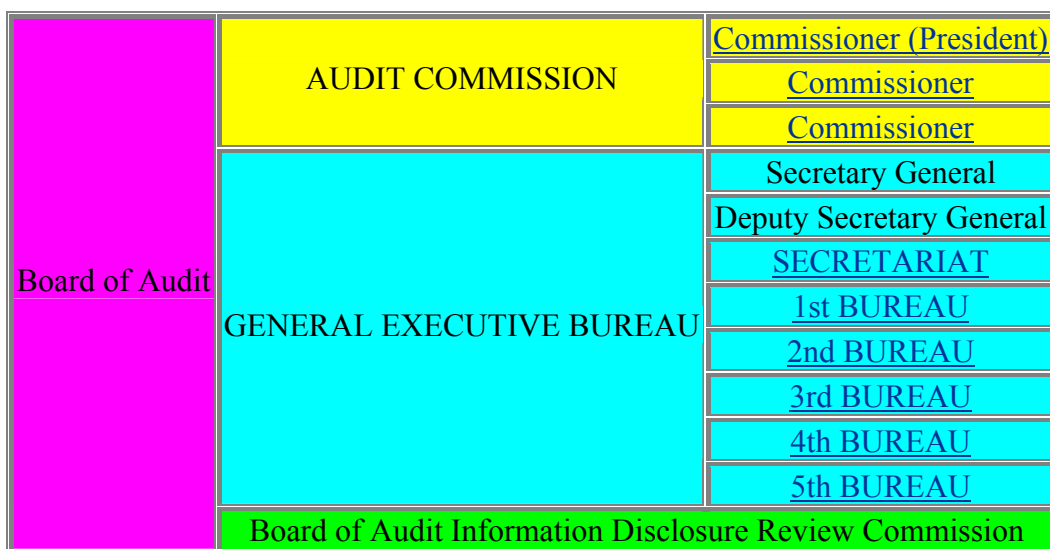 Board of Audit
AUDIT COMMISSION
Commissioner (President)
Commissioner
Commissioner
GENERAL EXECUTIVE BUREAU
Secretary General
Deputy Secretary General
SECRETARIAT
1st BUREAU
2nd BUREAU
3rd BUREAU
4th BUREAU
5th BUREAU
Board of Audit Information Disclosure Review Commission